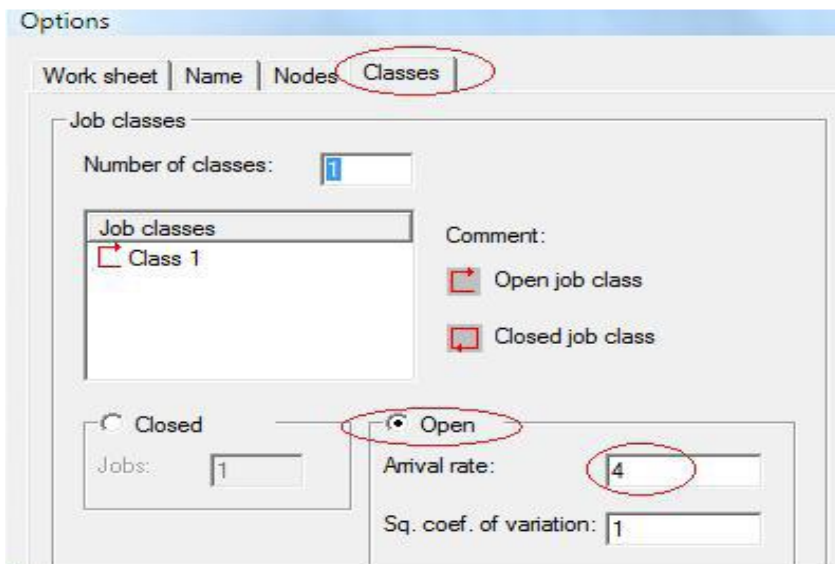 Options
Work sheet Name Nodes Classes
Job classes
Number of classes: 1
Job classes
Class 1
Comment:
Open job class
Closed job class
Closed
Jobs: 1
Open
Arrival rate: 4
Sq. coef. of variation: 1